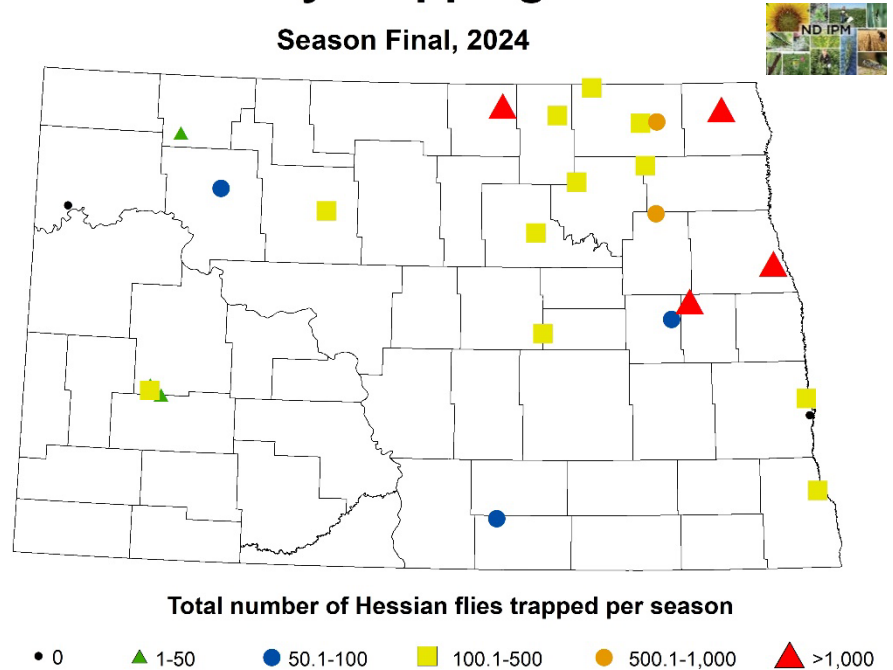 Season Final, 2024
ND IPM
Total number of Hessian flies trapped per season
0
1-50
50.1-100
100.1-500
500.1-1,000
>1,000